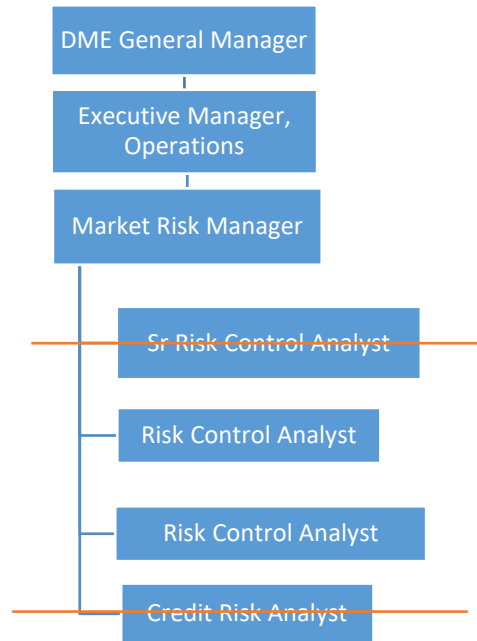 DME General Manager
Executive Manager,
Operations
Market Risk Manager
Sr Risk Control Analyst
Risk Control Analyst
Risk Control Analyst
Credit Risk Analyst